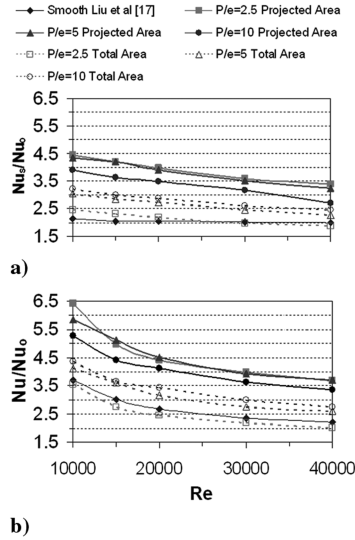 Smooth Liu et al [17] P/e=2.5 Projected Area
P/e=5 Projected Area P/e=10 Projected Area
P/e=2.5 Total Area P/e=5 Total Area
P/e=10 Total Area
6.5
5.5
4.5
3.5
2.5
1.5
Nus/Nuo
a)
6.5
5.5
4.5
3.5
2.5
1.5
Nu/Nuo
10000 20000 30000 40000
Re
b)